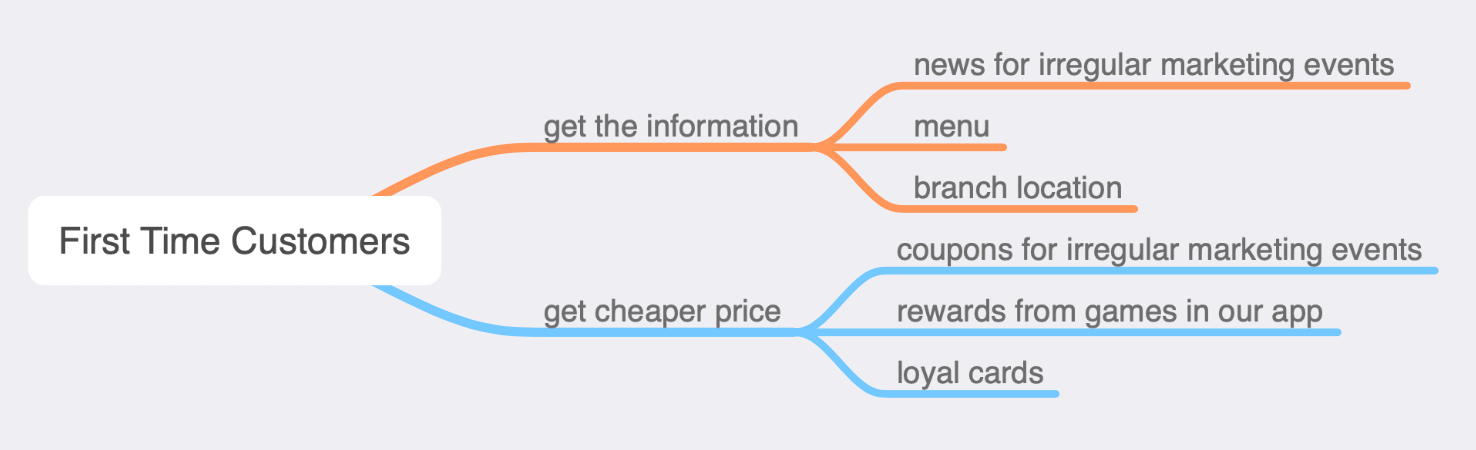 First Time Customers
get the information
news for irregular marketing events
menu
branch location
get cheaper price
coupons for irregular marketing events
rewards from games in our app
loyal cards